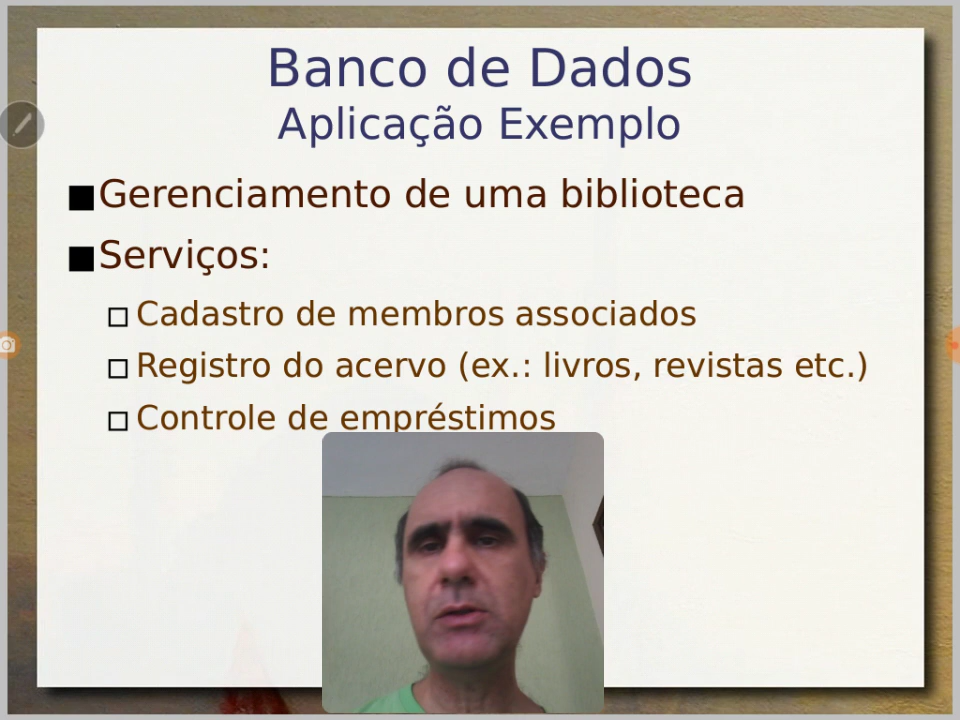 Banco de Dados
Aplicação Exemplo
Gerenciamento de uma biblioteca
Serviços:
Cadastro de membros associados
Registro do acervo (ex.: livros, revistas etc.)
Controle de empréstimos